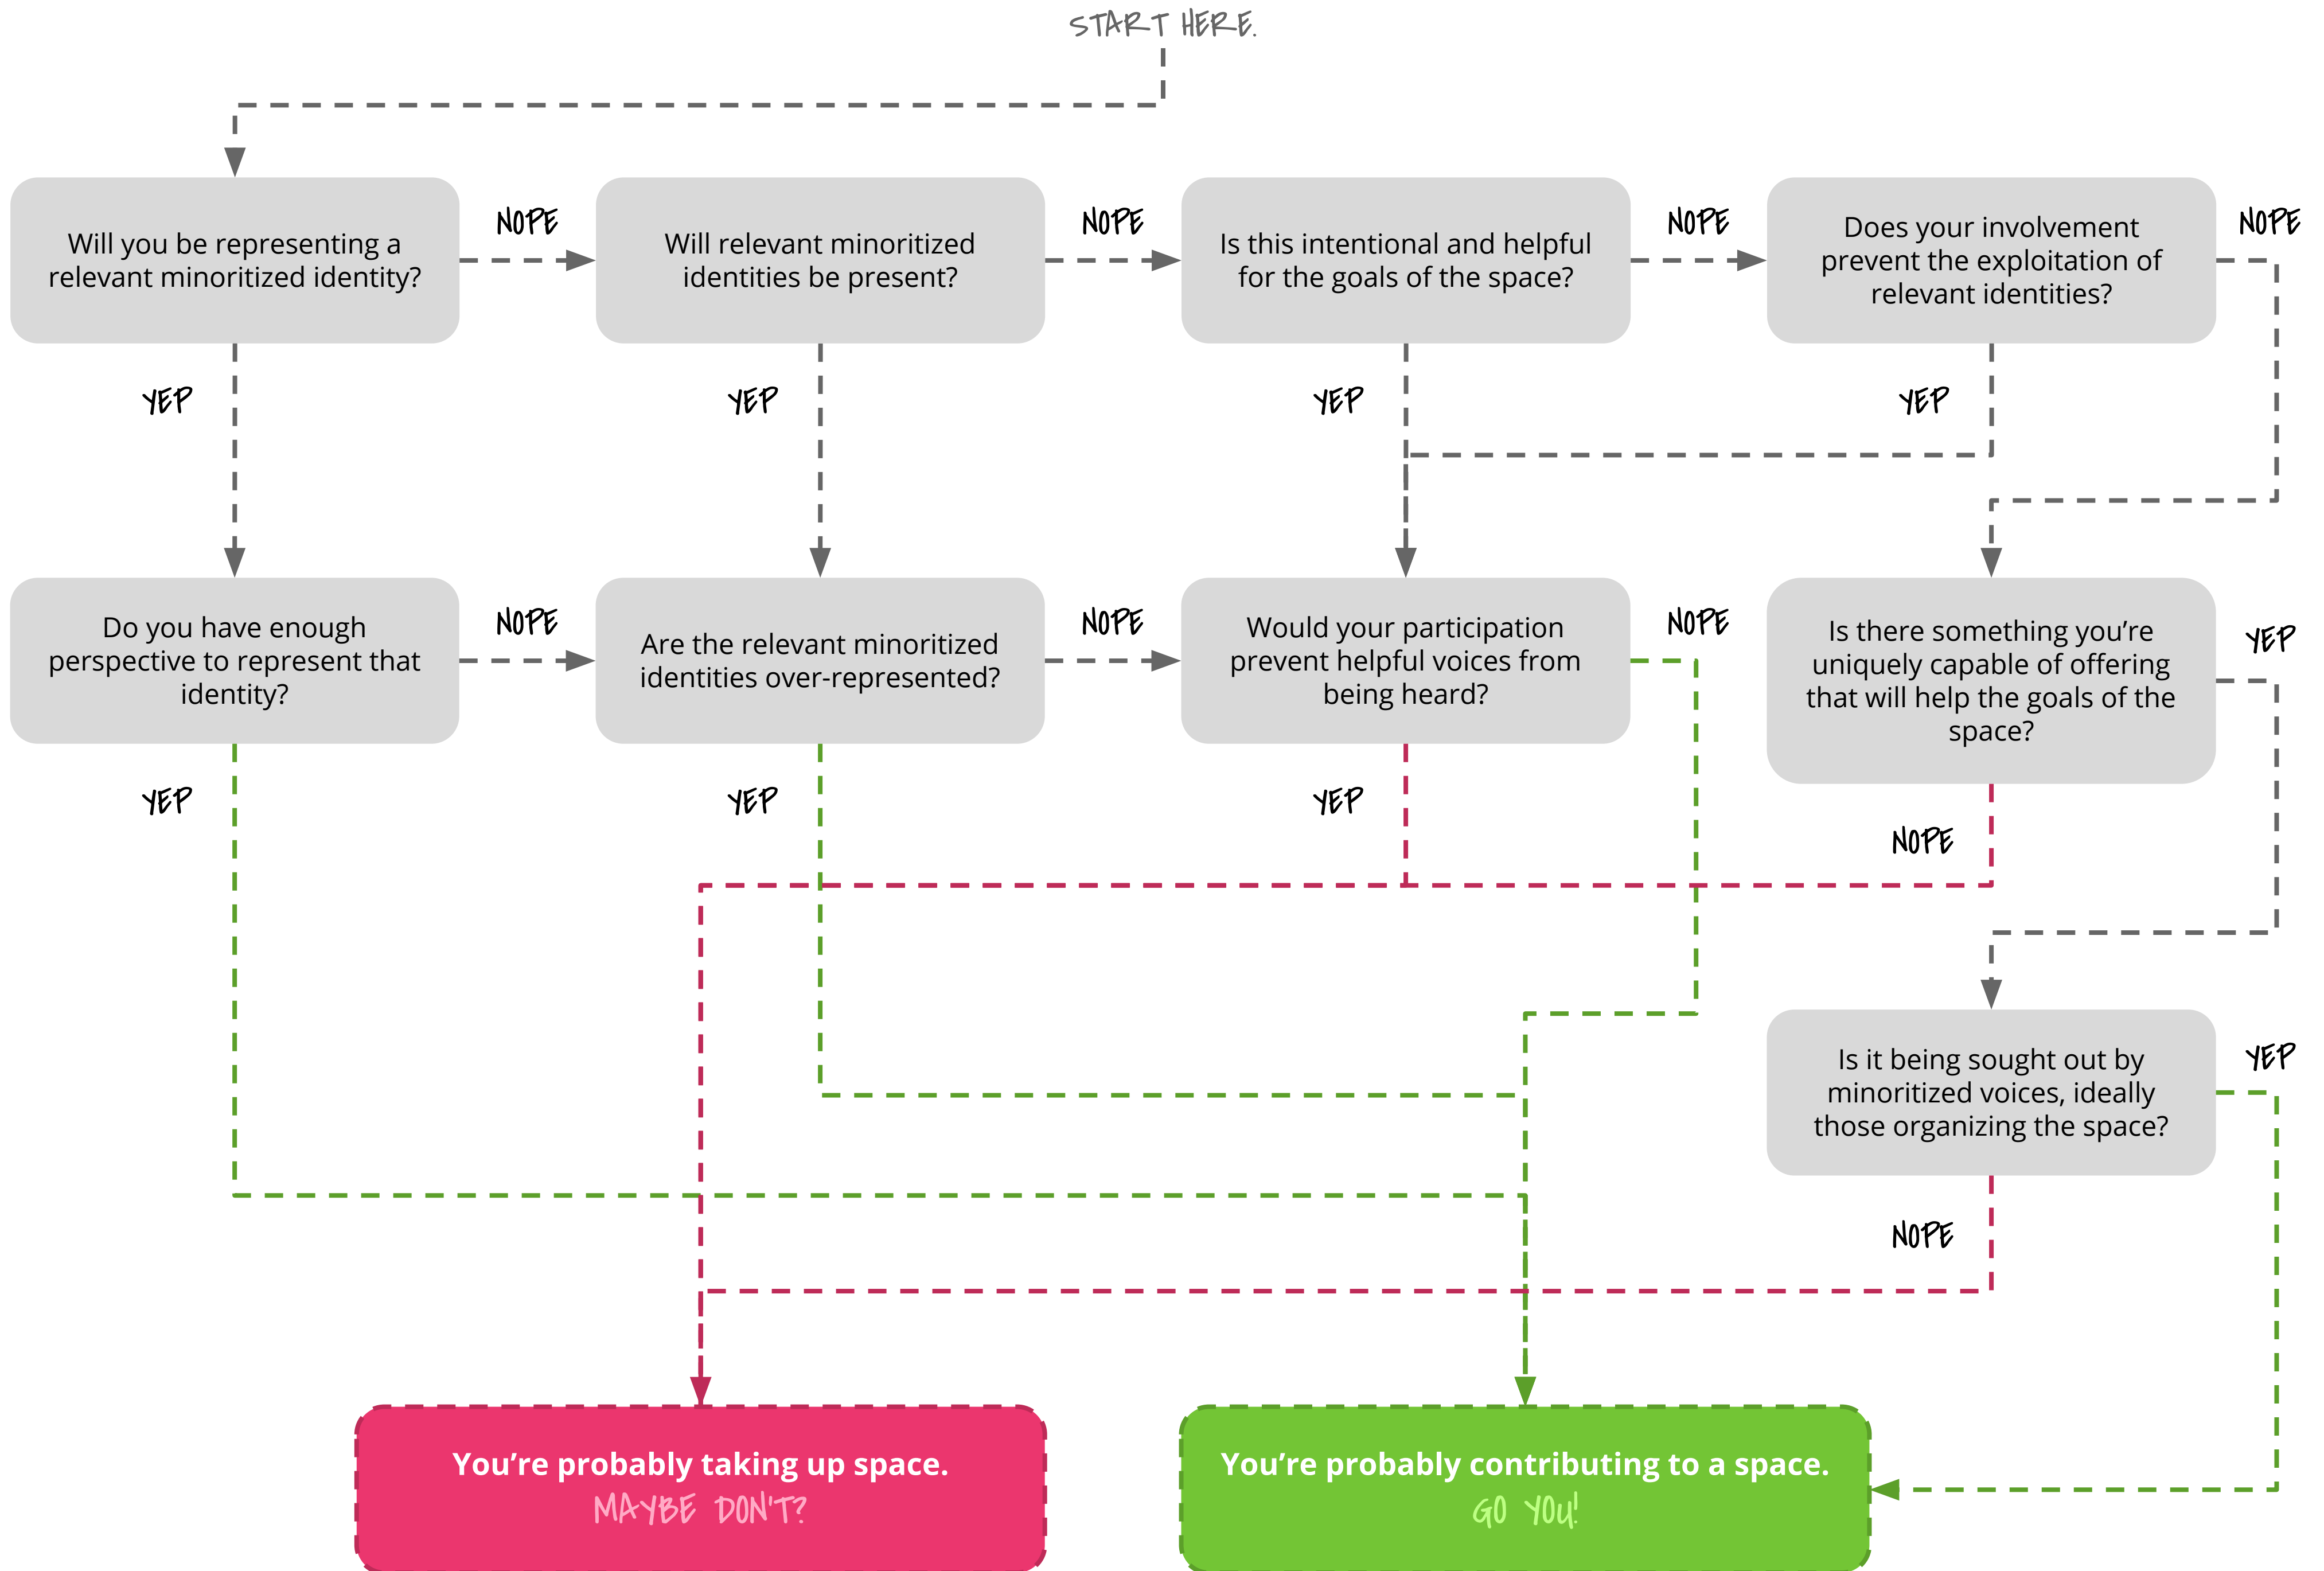 START HERE.
Will you be representing a
relevant minoritized identity?
NOPE
Will relevant minoritized
identities be present?
NOPE
Is this intentional and helpful
for the goals of the space?
NOPE
Does your involvement
prevent the exploitation of
relevant identities?
NOPE
YEP
YEP
YEP
YEP
Do you have enough
perspective to represent that
identity?
NOPE
Are the relevant minoritized
identities over-represented?
NOPE
Would your participation
prevent helpful voices from
being heard?
NOPE
Is there something you’re
uniquely capable of offering
that will help the goals of the
space?
YEP
YEP
YEP
YEP
NOPE
Is it being sought out by
minoritized voices, ideally
those organizing the space?
YEP
NOPE
You’re probably taking up space.
MAYBE DON'T?
You’re probably contributing to a space.
GO YOU!